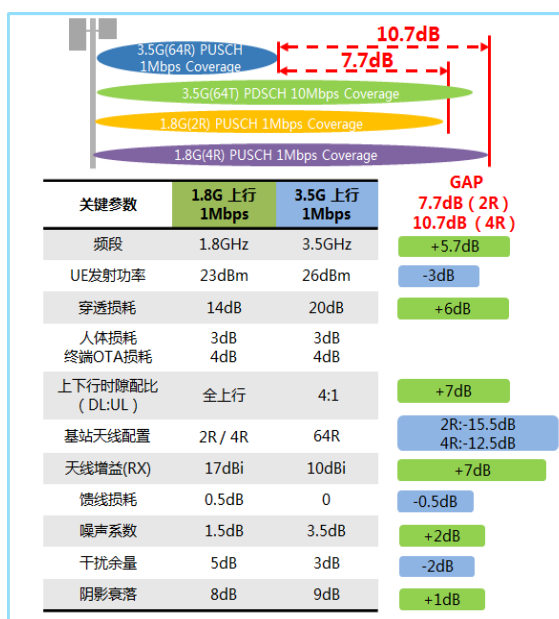 10.7dB
3.5G(64R) PUSCH
1Mbps Coverage
7.7dB
3.5G(64T) PDSCH 10Mbps Coverage
1.8G(2R) PUSCH 1Mbps Coverage
1.8G(4R) PUSCH 1Mbps Coverage
关键参数 1.8G 上行 1Mbps 3.5G 上行 1Mbps GAP
7.7dB（2R）
10.7dB（4R）
频段 1.8GHz 3.5GHz +5.7dB
UE发射功率 23dBm 26dBm -3dB
穿透损耗 14dB 20dB +6dB
人体损耗 3dB 3dB
终端OTA损耗 4dB 4dB
上下行时隙配比
（DL:UL） 全上行 4:1 +7dB
基站天线配置 2R / 4R 64R 2R:-15.5dB
4R:-12.5dB
天线增益(RX) 17dBi 10dBi +7dB
馈线损耗 0.5dB 0 -0.5dB
噪声系数 1.5dB 3.5dB +2dB
干扰余量 5dB 3dB -2dB
阴影衰落 8dB 9dB +1dB